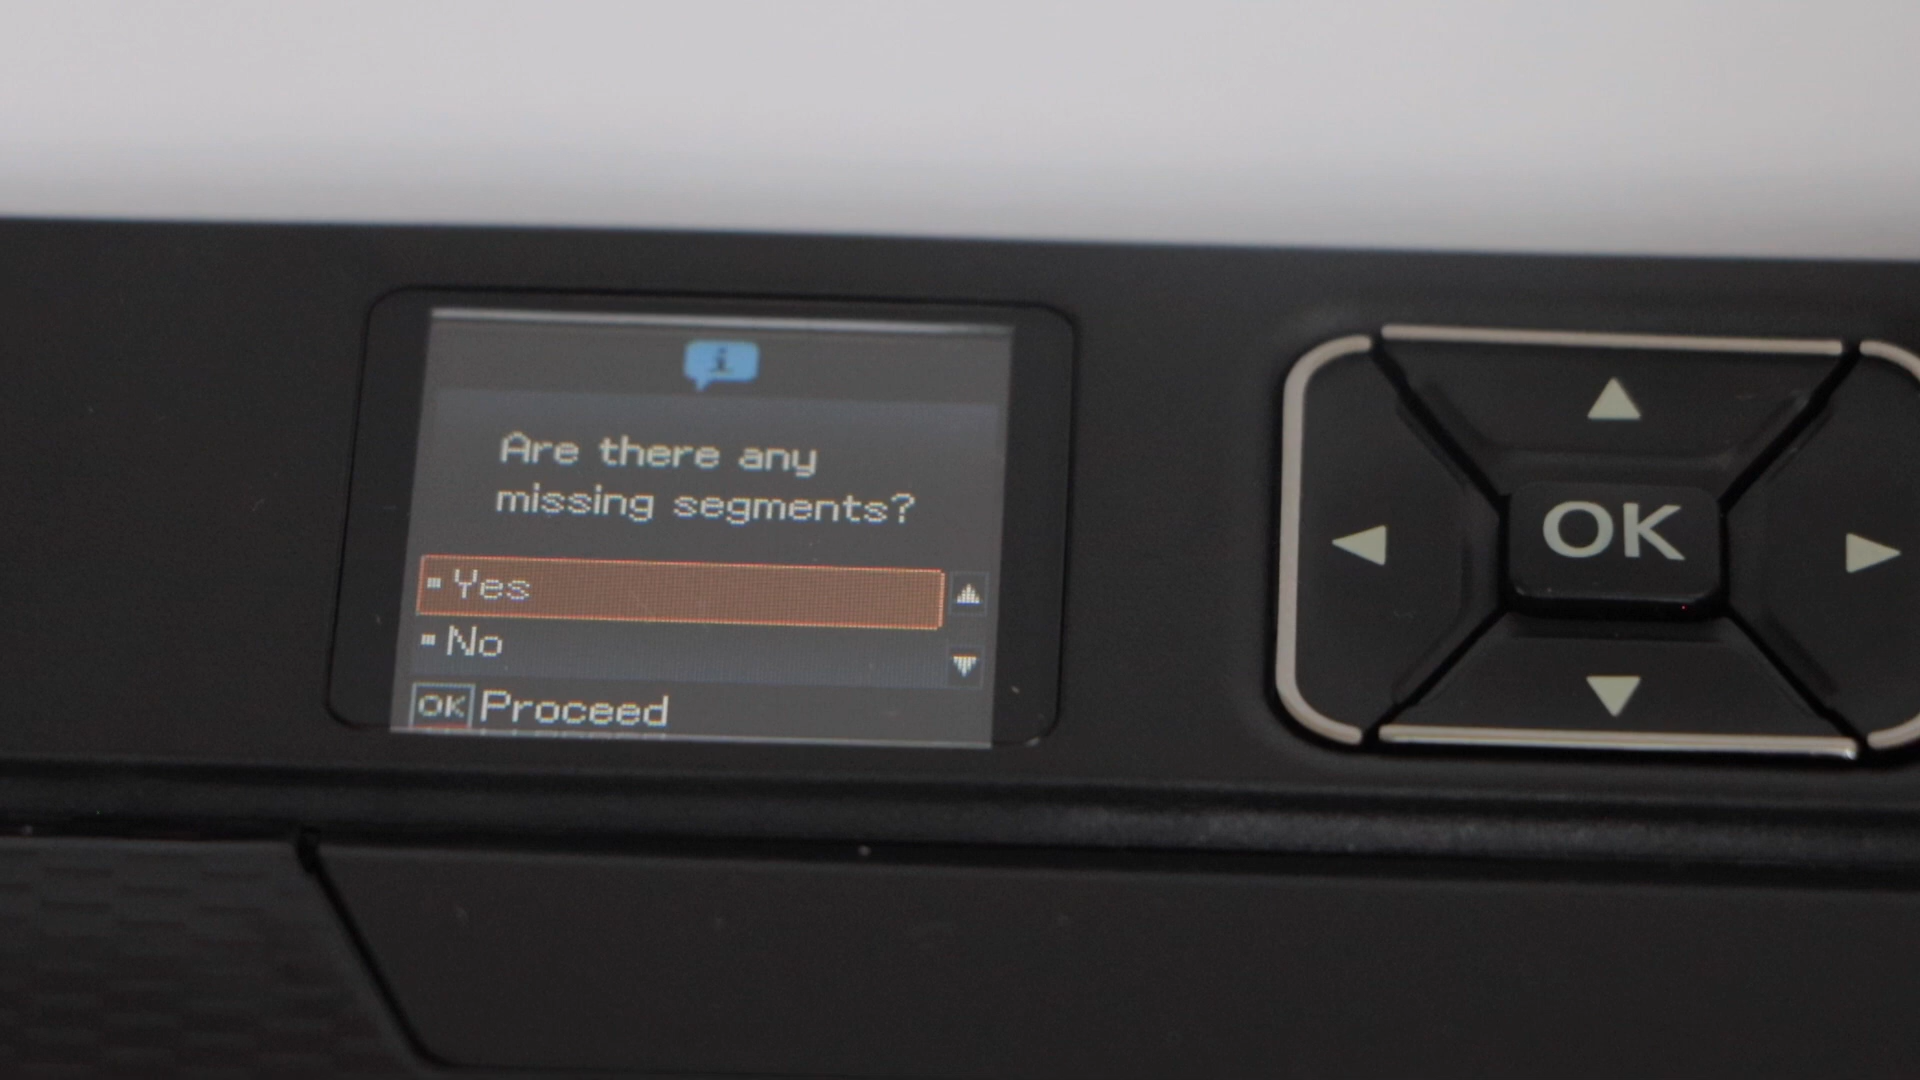 i
Are there any
missing segments?
Yes
No
OK Proceed
OK